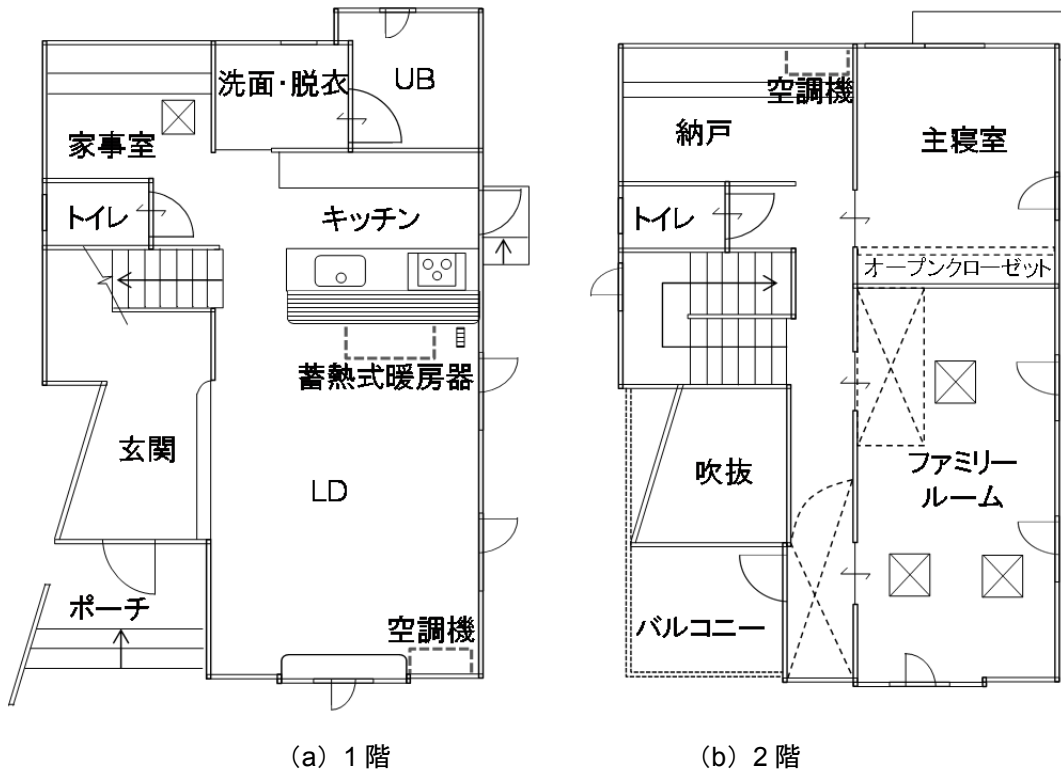 洗面・脱衣
UB
家事室
トイレ
キッチン
蓄熱式暖房器
玄関
LD
ポーチ
空調機
(a) 1 階
空調機
納戸
主寝室
トイレ
オープンクローゼット
吹抜
ファミリー
ルーム
バルコニー
(b) 2 階